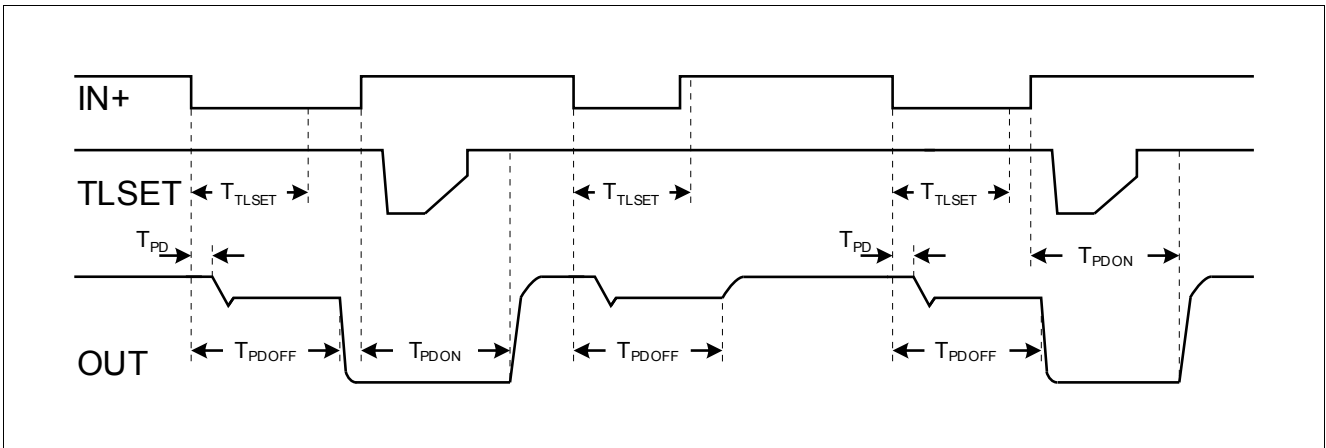 IN+
TLSET
T_TLSET
T_TLSET
T_TLSET
T_PD
T_PD
T_PDON
OUT
T_PDOFF
T_PDON
T_PDOFF
T_PDOFF